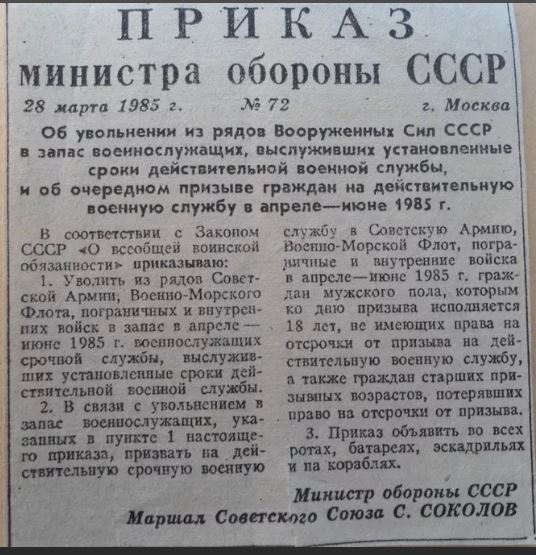 ПРИКАЗ
министра обороны СССР
28 марта 1985 г. № 72 г. Москва
Об увольнении из рядов Вооруженных Сил СССР
в запас военнослужащих, выслуживших установленные
сроки действительной военной службы,
и об очередном призыве граждан на действительную
военную службу в апреле—июне 1985 г.
В соответствии с Законом
СССР «О всеобщей воинской
обязанности» приказываю:
1. Уволить из рядов Совет-
ской Армии, Военно-Морского
Флота, пограничных и внутрен-
них войск в запас в апреле—
июне 1985 г. военнослужащих
срочной службы, выслужив-
ших установленные сроки дей-
ствительной военной службы.
2. В связи с увольнением в
запас военнослужащих, ука-
занных в пункте 1 настояще-
го приказа, призвать на дей-
ствительную срочную военную
службу в Советскую Армию,
Военно-Морской Флот, погра-
ничные и внутренние войска
в апреле—июне 1985 г. граж-
дан мужского пола, которым
ко дню призыва исполняется
18 лет, не имеющих права на
отсрочки от призыва на дей-
ствительную военную службу,
а также граждан старших при-
зывных возрастов, потерявших
право на отсрочки от призыва.
3. Приказ объявить во всех
ротах, батареях, эскадрильях
и на кораблях.
Министр обороны СССР
Маршал Советского Союза С. СОКОЛОВ